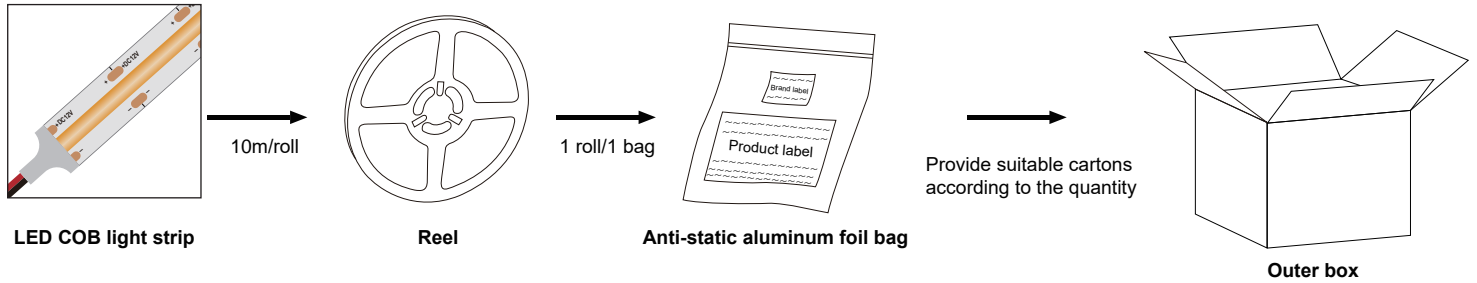 +DC12V
+DC12V
10m/roll
1 roll/1 bag
Brand label
Product label
Provide suitable cartons
according to the quantity
LED COB light strip
Reel
Anti-static aluminum foil bag
Outer box